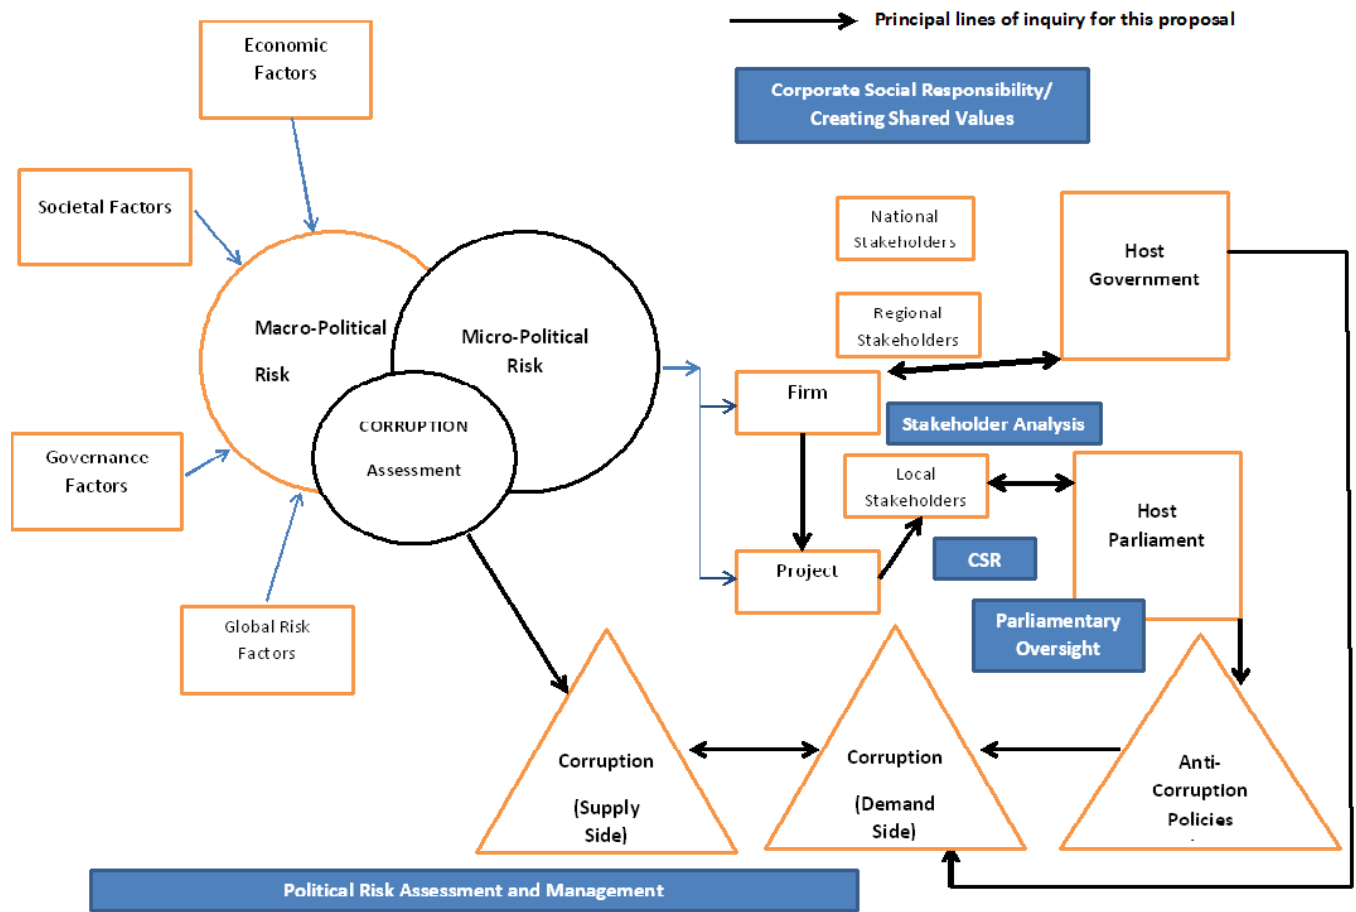 Principal lines of inquiry for this proposal
Economic
Factors
Corporate Social Responsibility/
Creating Shared Values
Societal Factors
National
Stakeholders
Host
Government
Regional
Stakeholders
Macro-Political
Risk
Micro-Political
Risk
Firm
CORRUPTION
Assessment
Stakeholder Analysis
Governance
Factors
Local
Stakeholders
Host
Parliament
CSR
Project
Global Risk
Factors
Parliamentary
Oversight
Corruption
(Supply
Side)
Corruption
(Demand
Side)
Anti-
Corruption
Policies
Political Risk Assessment and Management